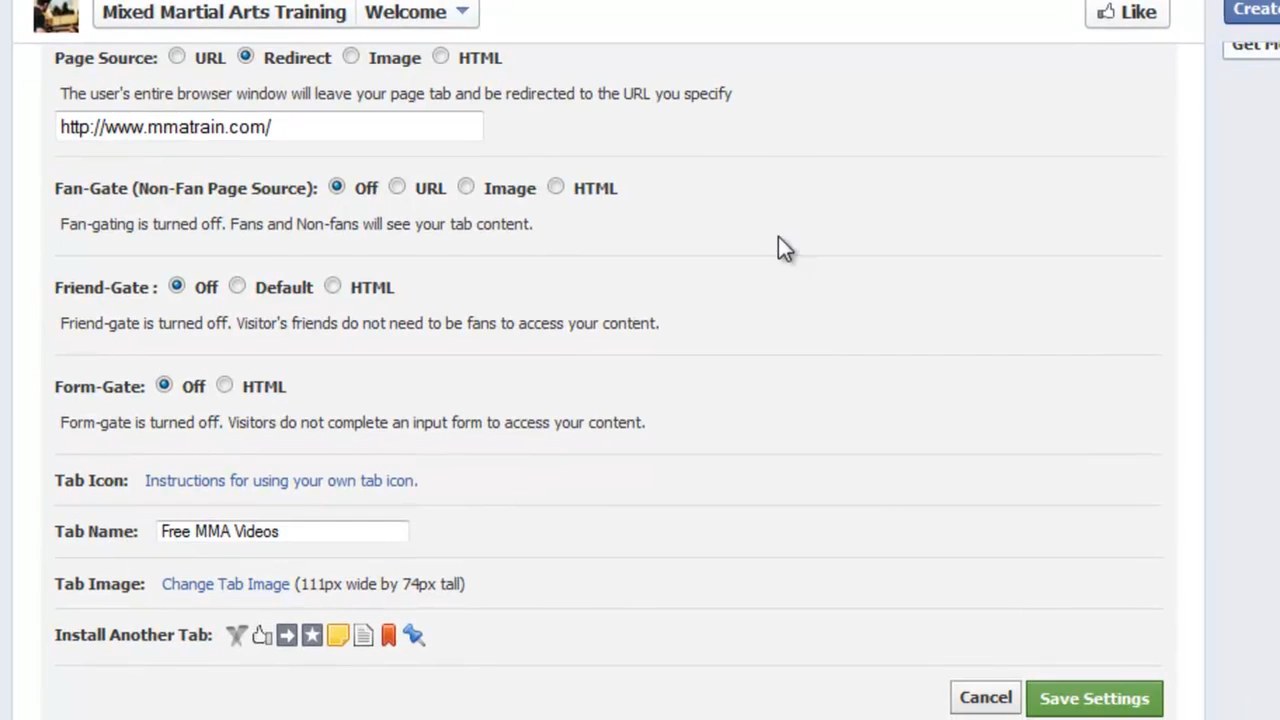 Mixed Martial Arts Training Welcome Like
Create
Page Source: URL Redirect Image HTML
The user's entire browser window will leave your page tab and be redirected to the URL you specify
http://www.mmatrain.com/
Fan-Gate (Non-Fan Page Source): Off URL Image HTML
Fan-gating is turned off. Fans and Non-fans will see your tab content.
Friend-Gate : Off Default HTML
Friend-gate is turned off. Visitor's friends do not need to be fans to access your content.
Form-Gate: Off HTML
Form-gate is turned off. Visitors do not complete an input form to access your content.
Tab Icon: Instructions for using your own tab icon.
Tab Name: Free MMA Videos
Tab Image: Change Tab Image (111px wide by 74px tall)
Install Another Tab:
Cancel Save Settings